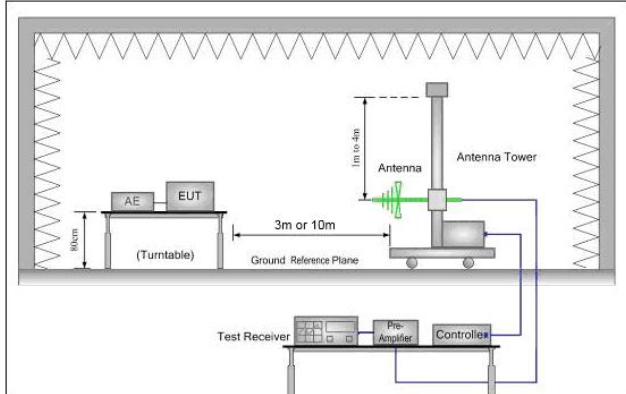 1m to 4m
Antenna
Antenna Tower
AE
EUT
80cm
(Turntable)
3m or 10m
Ground Reference Plane
Test Receiver
Pre-
Amplifier
Controlle